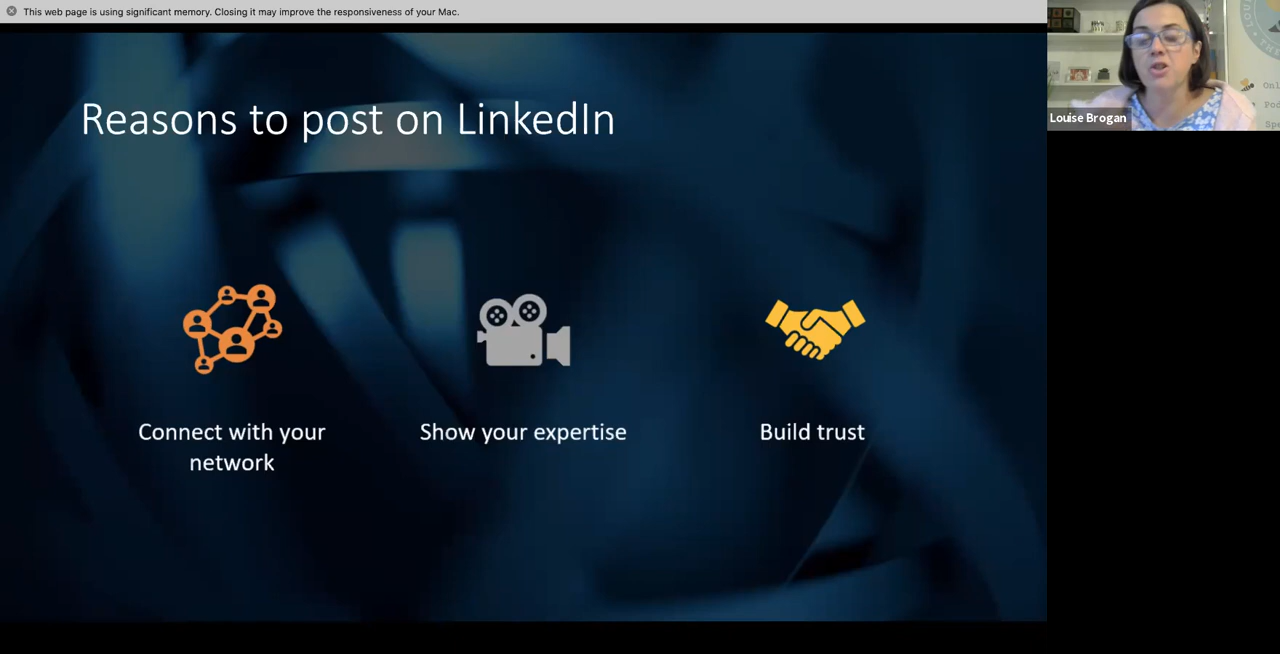 This web page is using significant memory. Closing it may improve the responsiveness of your Mac.
Reasons to post on LinkedIn
Connect with your
network
Show your expertise
Build trust
Louise Brogan